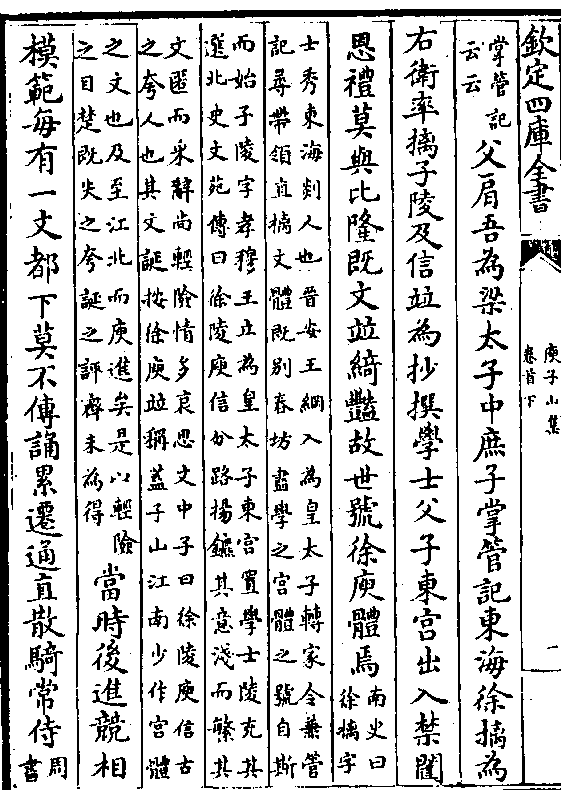 欽定四庫全書
庾子山集
卷首下
一
掌管記
云云
父肩吾為梁太子中庶子掌管記東海徐摛為
右衛率摛子陵及信竝為抄撰學士父子東宮出入禁闥
恩禮莫與比隆既文竝綺豔故世號徐庾體焉
南史曰
徐摛字
士秀東海剡人也晉安王綱入為皇太子轉家令兼管
記尋帶領直摛文體既别春坊盡學之宮體之號自斯
而始子陵字孝穆王立為皇太子東宮置學士陵充其
選北史文苑傳曰徐陵庾信分路揚鑣其意淺而繁其
文匿而采辭尚輕險情多哀思文中子曰徐陵庾信古
之夸人也其文誕按徐庾竝稱蓋子山江南少作宮體
之文也及至江北而庾進矣是以輕險
之目楚既失之夸誕之評齊未為得
當時後進競相
模範每有一文都下莫不傳誦累遷通直散騎常侍
周
書